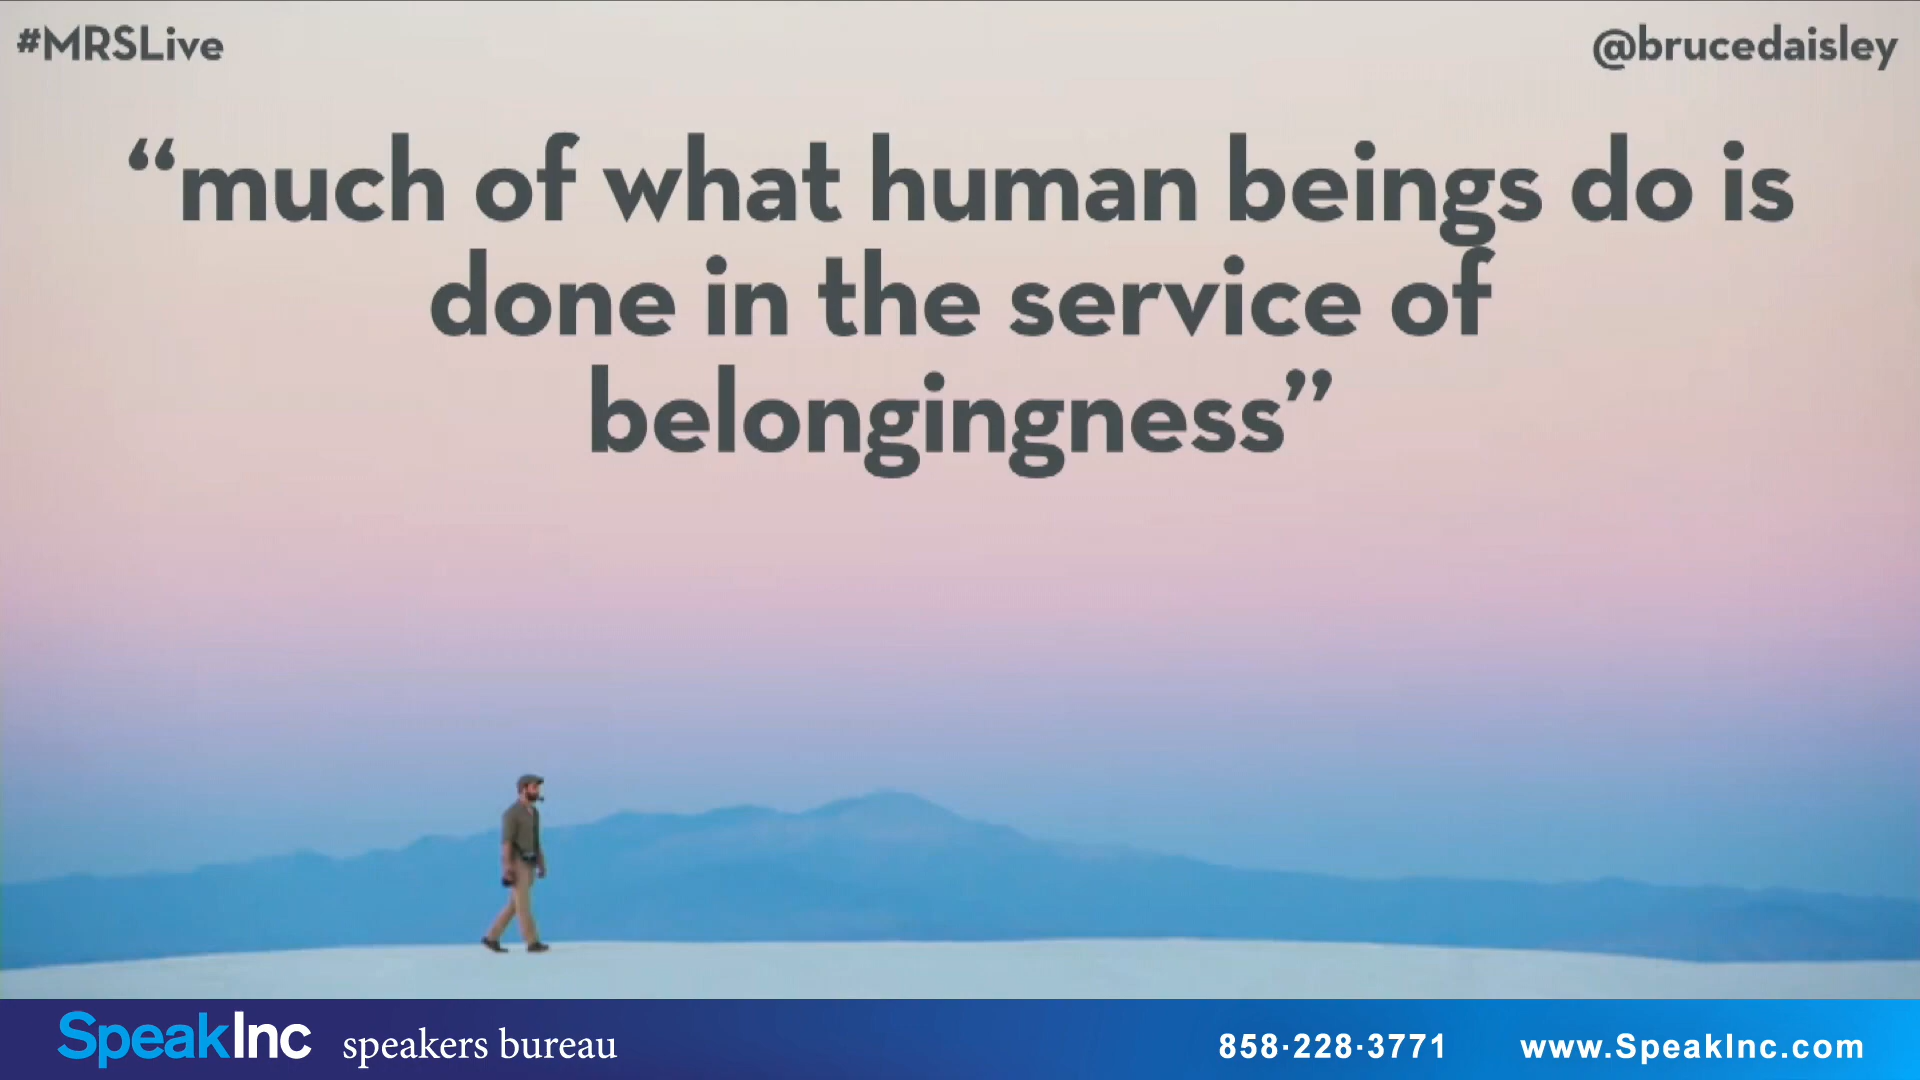 #MRSLive
@brucedaisley
“much of what human beings do is
done in the service of
belongingness”
SpeakInc speakers bureau
858·228·3771
www.SpeakInc.com